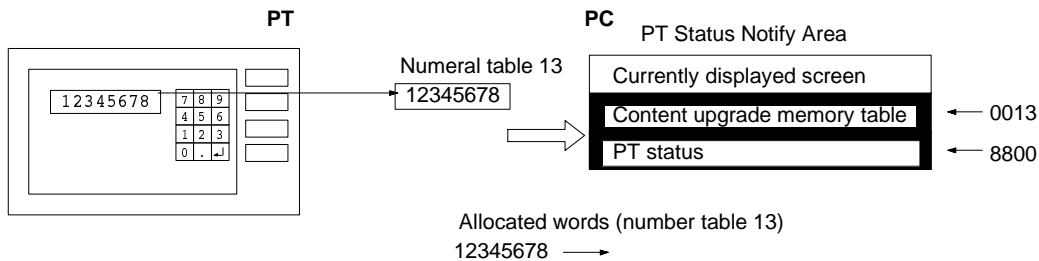 PT
PC
PT Status Notify Area
Numeral table 13
Currently displayed screen
12345678
7 8 9
4 5 6
1 2 3
0 . ↵
12345678
Content upgrade memory table
0013
PT status
8800
Allocated words (number table 13)
12345678